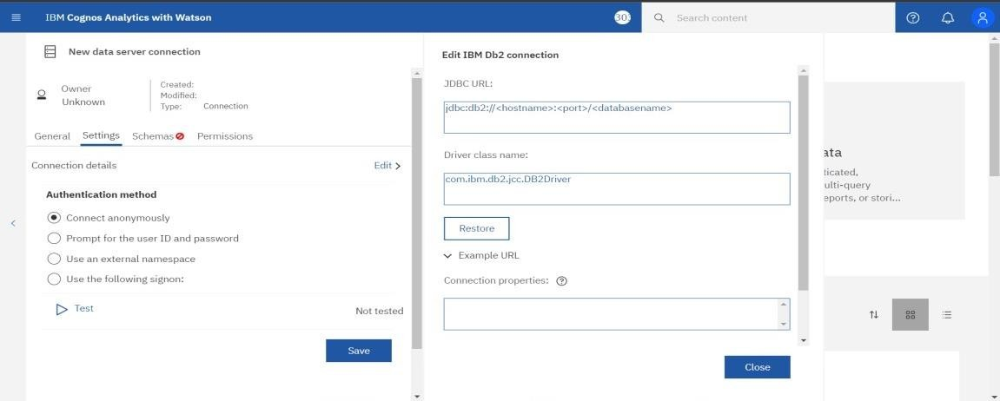 IBM Cognos Analytics with Watson
303
Search content
New data server connection
Owner
Unknown
Created:
Modified:
Type: Connection
General Settings Schemas Permissions
Connection details
Edit
Authentication method
Connect anonymously
Prompt for the user ID and password
Use an external namespace
Use the following signon:
Test
Not tested
Save
Edit IBM Db2 connection
JDBC URL:
jdbc:db2://<hostname>:<port>/<databasename>
Driver class name:
com.ibm.db2.jcc.DB2Driver
Restore
Example URL
Connection properties:
Close
ata
ticated,
ulti-query
eports, or stori...